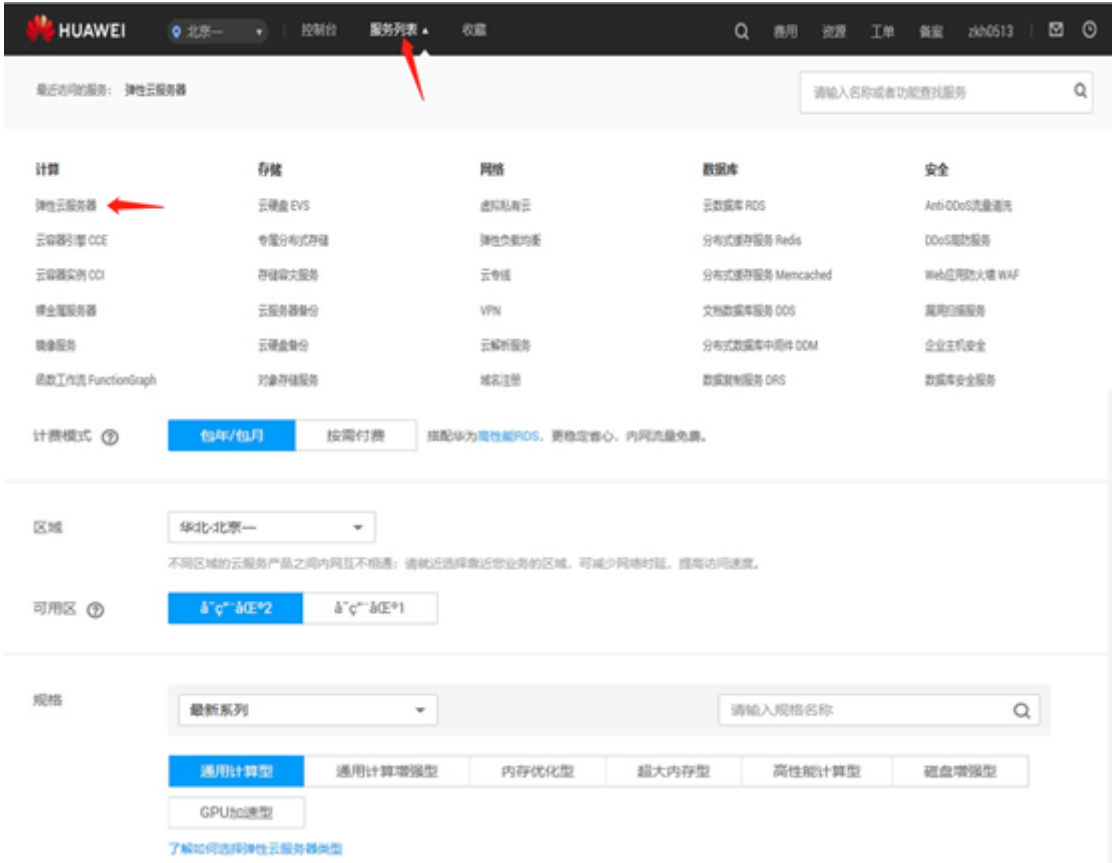 HUAWEI 北京一 控制台 服务列表 收藏 费用 资源 工单 备案 zkh0513
最近访问的服务： 弹性云服务器 请输入名称或者功能查找服务
计算 存储 网络 数据库 安全
弹性云服务器 云硬盘 EVS 虚拟私有云 云数据库 RDS Anti-DDoS流量清洗
云容器引擎 CCE 专属分布式存储 弹性负载均衡 分布式缓存服务 Redis DDoS高防服务
云容器实例 CCI 存储容灾服务 云专线 分布式缓存服务 Memcached Web应用防火墙 WAF
裸金属服务器 云服务器备份 VPN 文档数据库服务 DDS 漏洞扫描服务
镜像服务 云硬盘备份 云解析服务 分布式数据库中间件 DDM 企业主机安全
函数工作流 FunctionGraph 对象存储服务 域名注册 数据复制服务 DRS 数据库安全服务
计费模式 ? 包年/包月 按需付费 搭配华为高性能RDS，更稳定省心、内网流量免费。
区域 华北-北京一
不同区域的云服务产品之间内网互不相通；请就近选择靠近您业务的区域，可减少网络时延，提高访问速度。
可用区 ? å¯ç”¨åŒº2 å¯ç”¨åŒº1
规格 最新系列 请输入规格名称
通用计算型 通用计算增强型 内存优化型 超大内存型 高性能计算型 磁盘增强型
GPU加速型
了解如何选择弹性云服务器类型